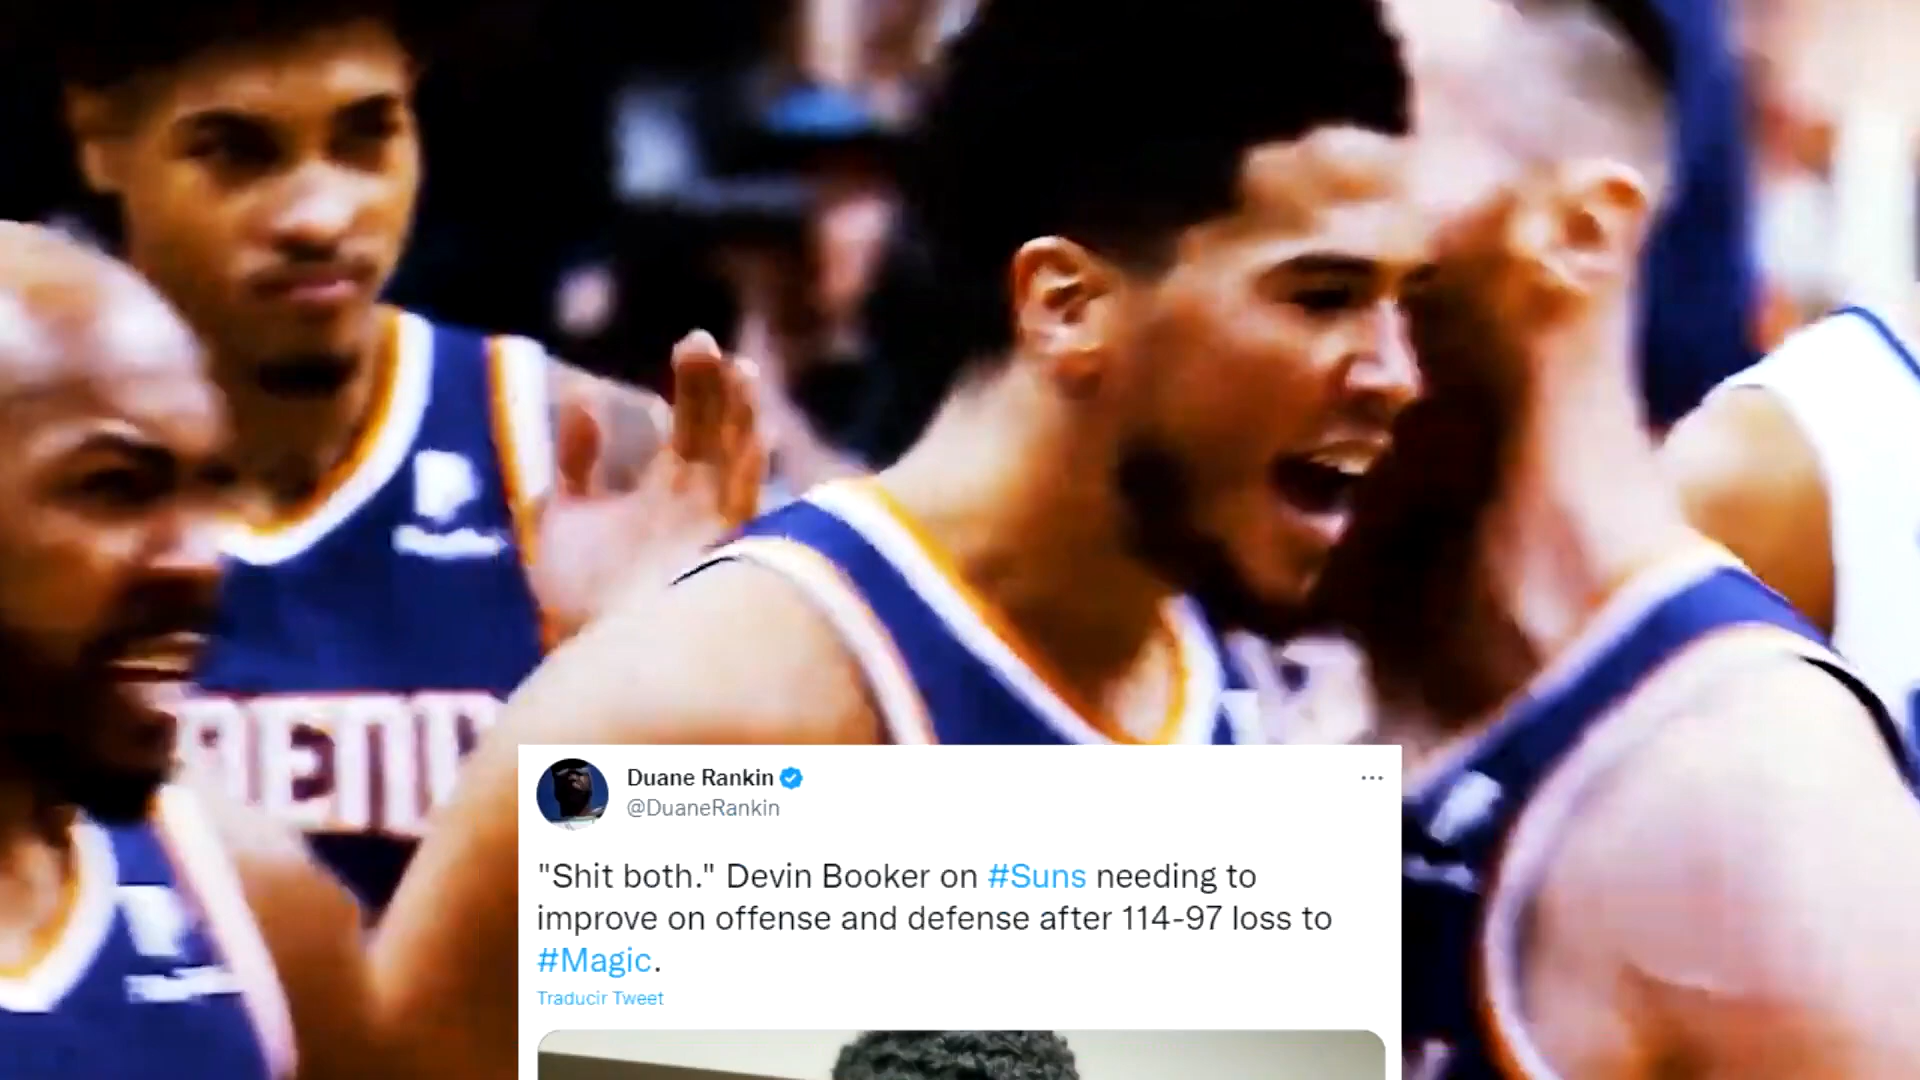 Duane Rankin
@DuaneRankin
"Shit both." Devin Booker on #Suns needing to
improve on offense and defense after 114-97 loss to
#Magic.
Traducir Tweet